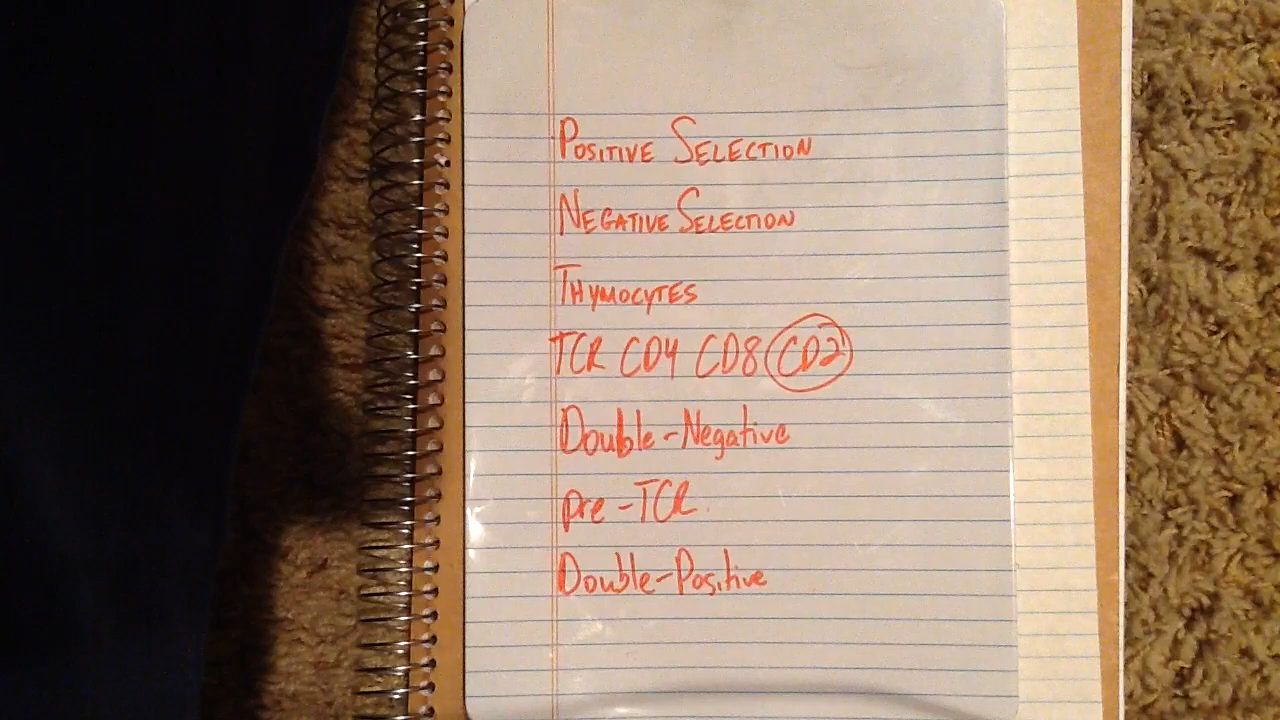 Positive Selection
Negative Selection
Thymocytes
TCR CD4 CD8 CD2
Double-Negative
pre-TCR
Double-Positive